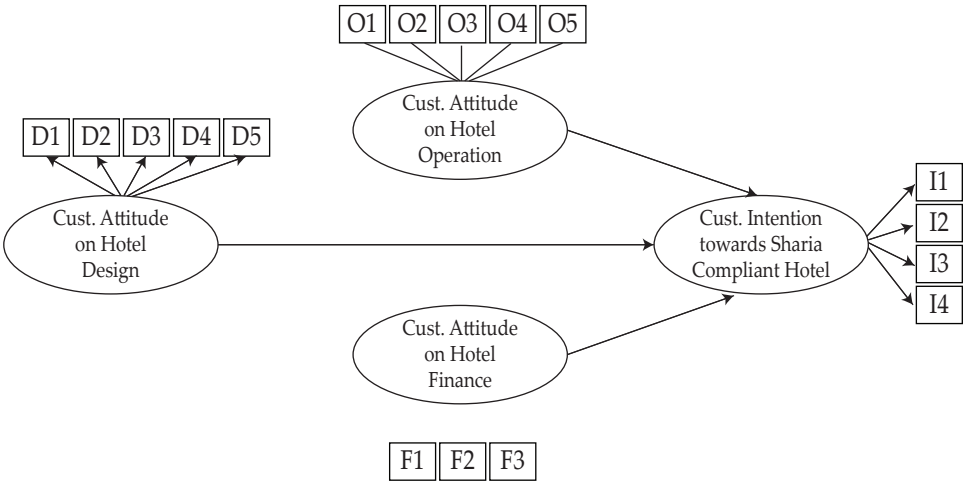 O1 O2 O3 O4 O5
Cust. Attitude
on Hotel
Operation
D1 D2 D3 D4 D5
Cust. Attitude
on Hotel
Design
Cust. Intention
towards Sharia
Compliant Hotel
I1
I2
I3
I4
Cust. Attitude
on Hotel
Finance
F1 F2 F3